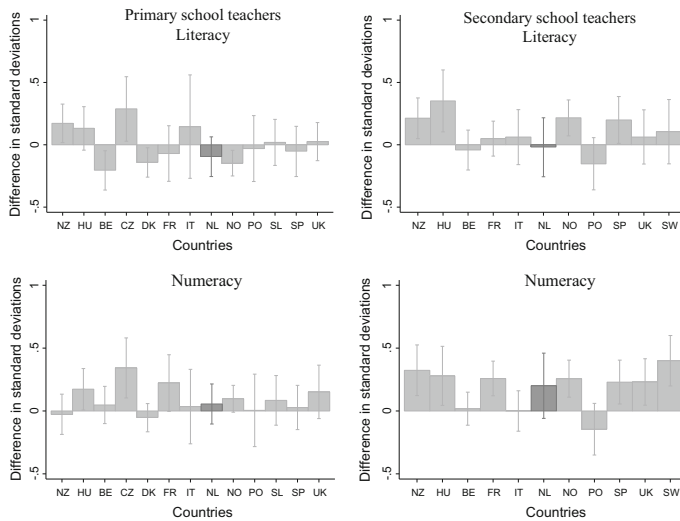 Primary school teachers
Literacy
Difference in standard deviations
1
.5
0
-.5
NZ HU BE CZ DK FR IT NL NO PO SL SP UK
Countries
Secondary school teachers
Literacy
Difference in standard deviations
1
.5
0
-.5
NZ HU BE FR IT NL NO PO SP UK SW
Countries
Numeracy
Difference in standard deviations
1
.5
0
-.5
NZ HU BE CZ DK FR IT NL NO PO SL SP UK
Countries
Numeracy
Difference in standard deviations
1
.5
0
-.5
NZ HU BE FR IT NL NO PO SP UK SW
Countries